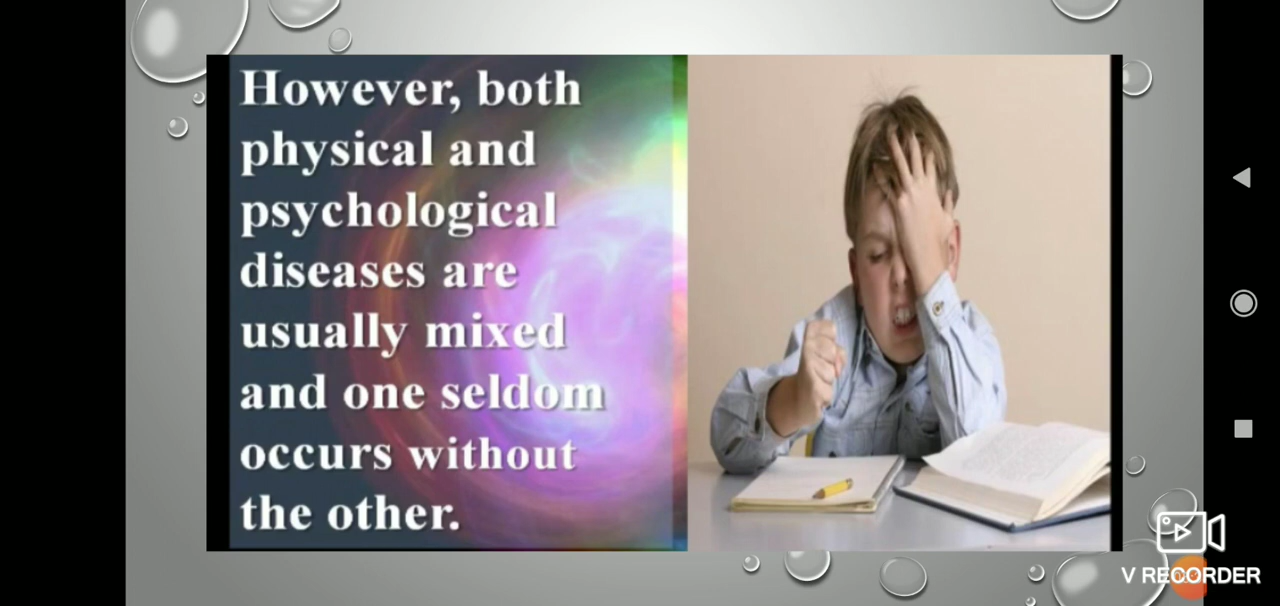 However, both
physical and
psychological
diseases are
usually mixed
and one seldom
occurs without
the other.
V RECORDER